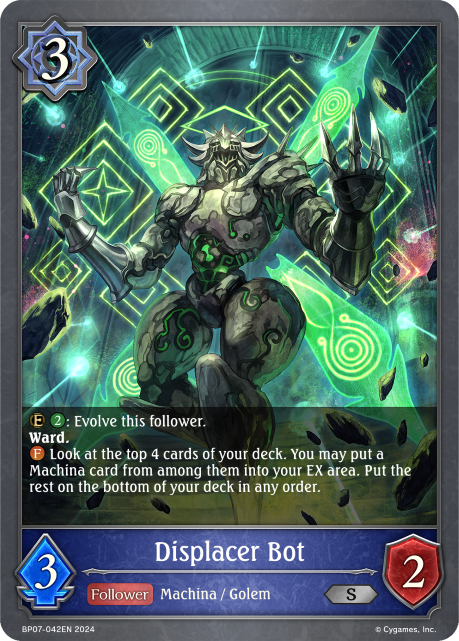 3
E 2: Evolve this follower.
Ward.
F Look at the top 4 cards of your deck. You may put a
Machina card from among them into your EX area. Put the
rest on the bottom of your deck in any order.
Displacer Bot
3
Follower Machina / Golem S
2
BP07-042EN 2024 © Cygames, Inc.